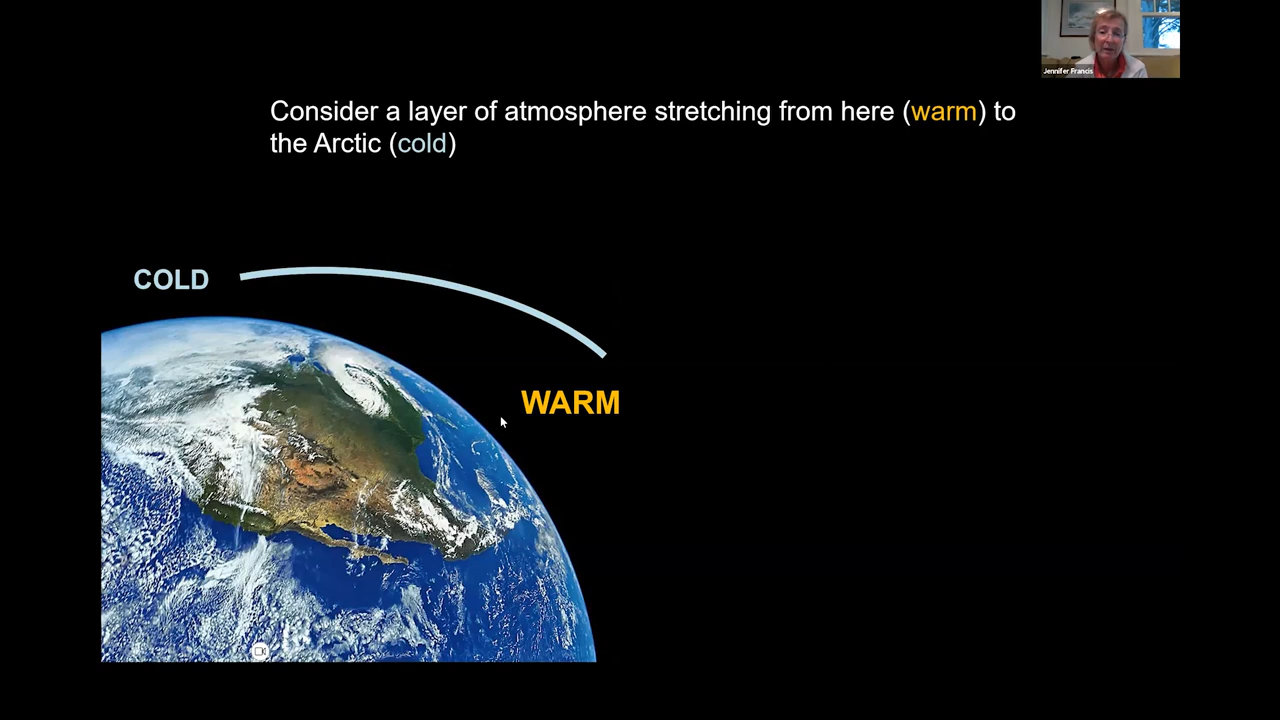 Jennifer Francis
Consider a layer of atmosphere stretching from here (warm) to
the Arctic (cold)
COLD
WARM